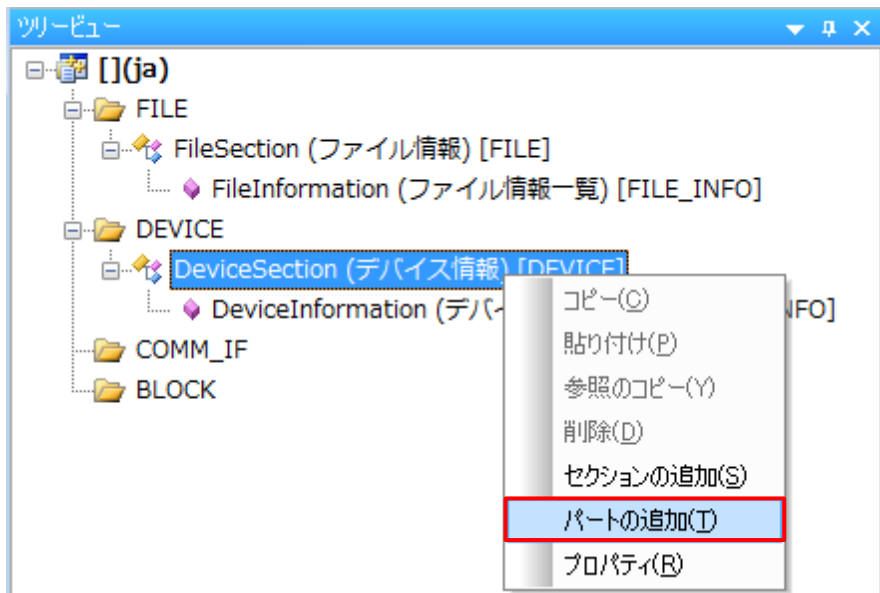 ツリービュー
[](ja)
FILE
FileSection (ファイル情報) [FILE]
FileInformation (ファイル情報一覧) [FILE_INFO]
DEVICE
DeviceSection (デバイス情報) [DEVICE]
DeviceInformation (デバイ NFO]
COMM_IF
BLOCK
コピー(C)
貼り付け(P)
参照のコピー(Y)
削除(D)
セクションの追加(S)
パートの追加(T)
プロパティ(R)